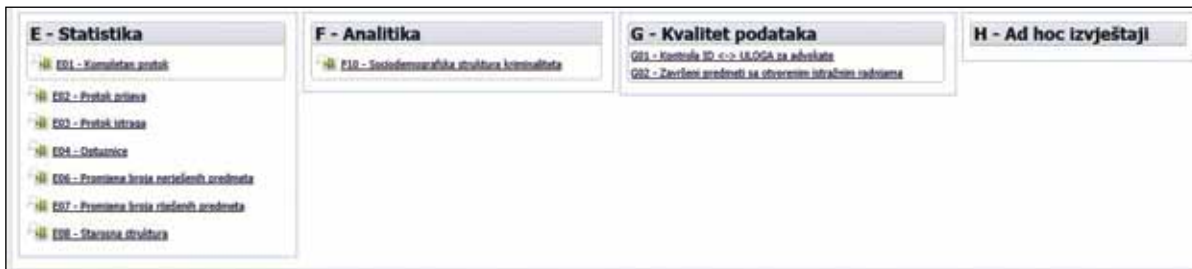 E - Statistika
E01 - Kompletan protok
E02 - Protok prijava
E03 - Protok istraga
E04 - Optuznice
E06 - Promjena broja neriješenih predmeta
E07 - Promjena broja riješenih predmeta
E08 - Starosna struktura
F - Analitika
F10 - Sociodemografska struktura kriminaliteta
G - Kvalitet podataka
G01 - Kontrola ID <-> ULOGA za advokate
G02 - Završeni predmeti sa otvorenim istražnim radnjama
H - Ad hoc izvještaji